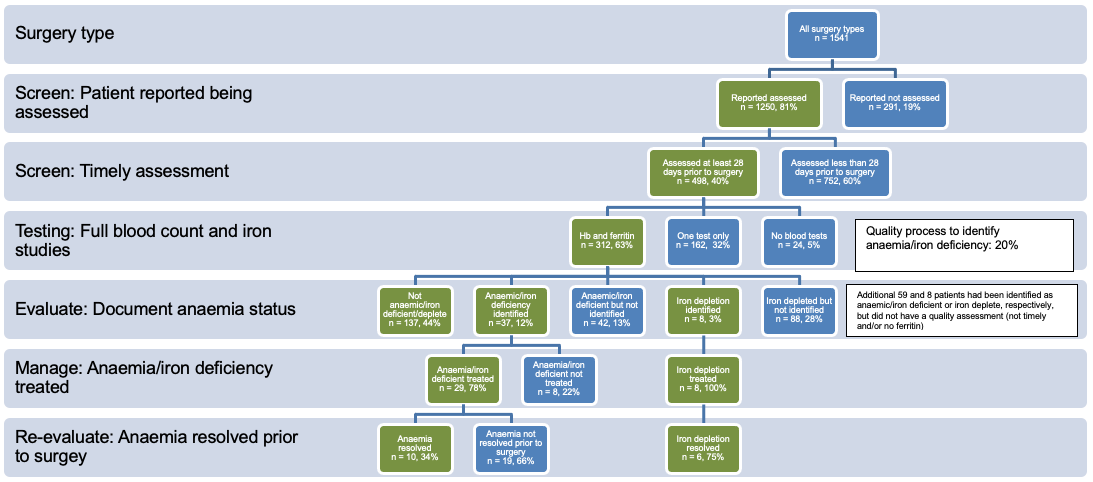 Surgery type
All surgery types
n = 1541
Screen: Patient reported being
assessed
Reported assessed
n = 1250, 81%
Reported not assessed
n = 291, 19%
Screen: Timely assessment
Assessed at least 28
days prior to surgery
n = 498, 40%
Assessed less than 28
days prior to surgery
n = 752, 60%
Testing: Full blood count and iron
studies
Hb and ferritin
n = 312, 63%
One test only
n = 162, 32%
No blood tests
n = 24, 5%
Quality process to identify
anaemia/iron deficiency: 20%
Evaluate: Document anaemia status
Not
anaemic/iron
deficient/deplete
n = 137, 44%
Anaemic/iron
deficiency
identified
n =37, 12%
Anaemic/iron
deficient but not
identified
n = 42, 13%
Iron depletion
identified
n = 8, 3%
Iron depleted but
not identified
n = 88, 28%
Additional 59 and 8 patients had been identified as
anaemic/iron deficient or iron deplete, respectively,
but did not have a quality assessment (not timely
and/or no ferritin)
Manage: Anaemia/iron deficiency
treated
Anaemia/iron
deficient treated
n = 29, 78%
Anaemia/iron
deficient not
treated
n = 8, 22%
Iron depletion
treated
n = 8, 100%
Re-evaluate: Anaemia resolved prior
to surgey
Anaemia
resolved
n = 10, 34%
Anaemia not
resolved prior to
surgery
n = 19, 66%
Iron depletion
resolved
n = 6, 75%